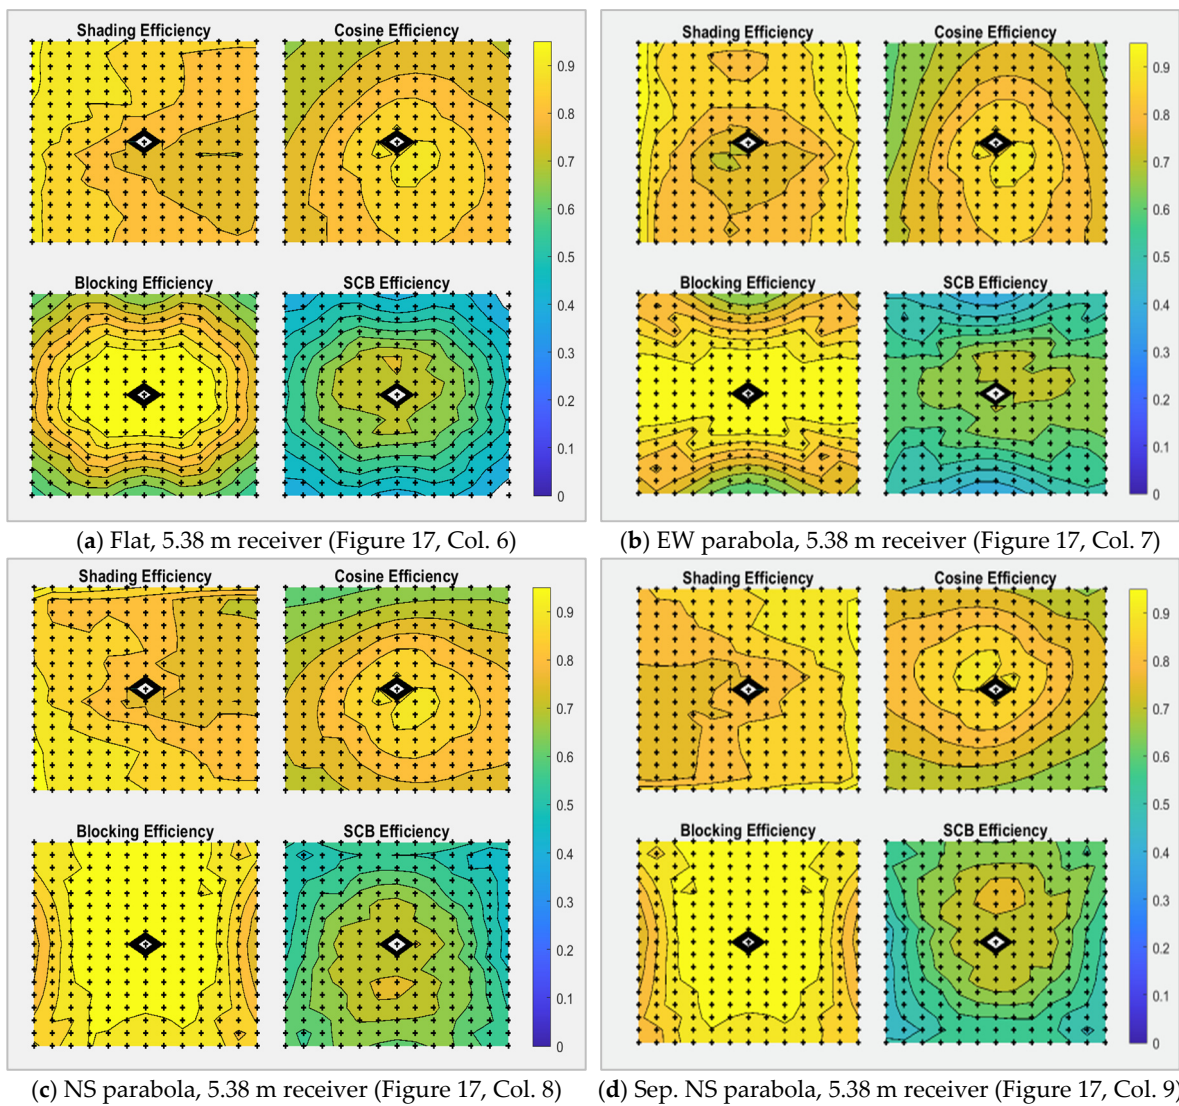 Shading Efficiency
Cosine Efficiency
0.9
0.8
0.7
0.6
0.5
0.4
0.3
0.2
0.1
0
Blocking Efficiency
SCB Efficiency
(a) Flat, 5.38 m receiver (Figure 17, Col. 6)
Shading Efficiency
Cosine Efficiency
0.9
0.8
0.7
0.6
0.5
0.4
0.3
0.2
0.1
0
Blocking Efficiency
SCB Efficiency
(b) EW parabola, 5.38 m receiver (Figure 17, Col. 7)
Shading Efficiency
Cosine Efficiency
0.9
0.8
0.7
0.6
0.5
0.4
0.3
0.2
0.1
0
Blocking Efficiency
SCB Efficiency
(c) NS parabola, 5.38 m receiver (Figure 17, Col. 8)
Shading Efficiency
Cosine Efficiency
0.9
0.8
0.7
0.6
0.5
0.4
0.3
0.2
0.1
0
Blocking Efficiency
SCB Efficiency
(d) Sep. NS parabola, 5.38 m receiver (Figure 17, Col. 9)